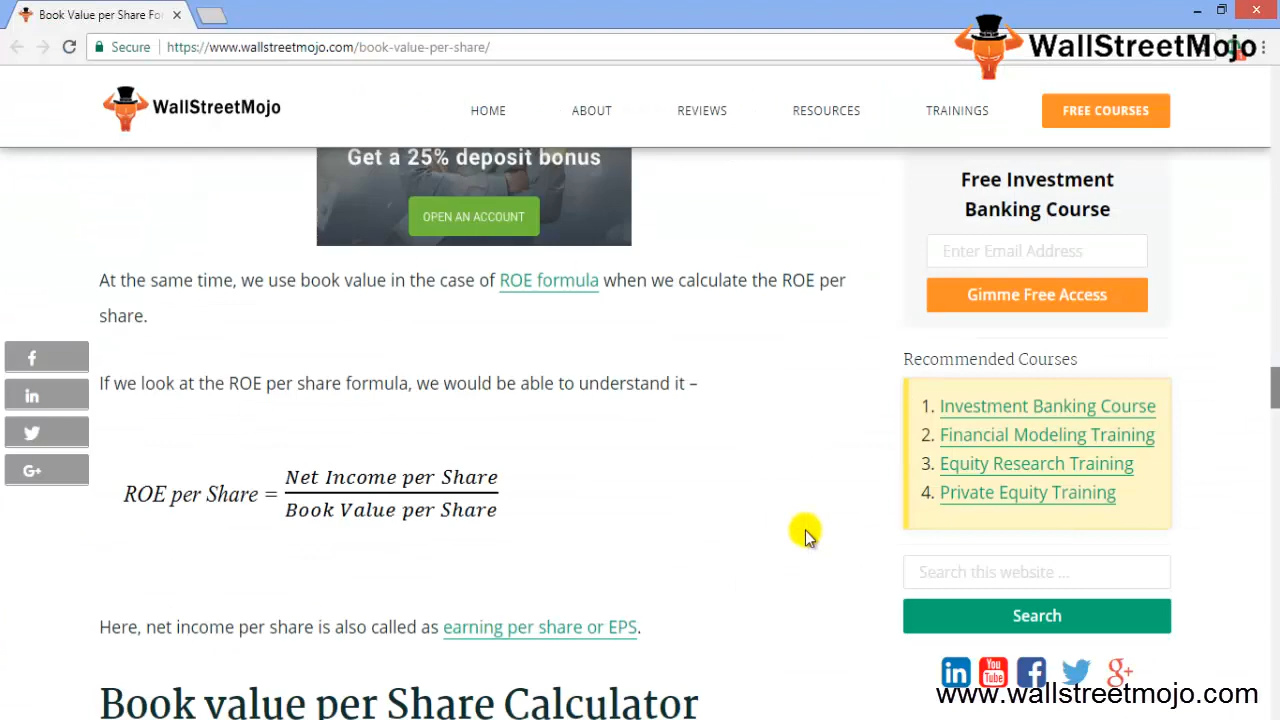 Book Value per Share Fo
Secure
https://www.wallstreetmojo.com/book-value-per-share/
WallStreetMojo
WallStreetMojo
HOME
ABOUT
REVIEWS
RESOURCES
TRAININGS
FREE COURSES
Get a 25% deposit bonus
OPEN AN ACCOUNT
At the same time, we use book value in the case of ROE formula when we calculate the ROE per
share.
If we look at the ROE per share formula, we would be able to understand it –
ROE per Share = Net Income per Share
Book Value per Share
Here, net income per share is also called as earning per share or EPS.
Book value per Share Calculator
Free Investment
Banking Course
Enter Email Address
Gimme Free Access
Recommended Courses
1. Investment Banking Course
2. Financial Modeling Training
3. Equity Research Training
4. Private Equity Training
Search this website ...
Search
in
You
Tube
f
g+
www.wallstreetmojo.com
f
in
G+